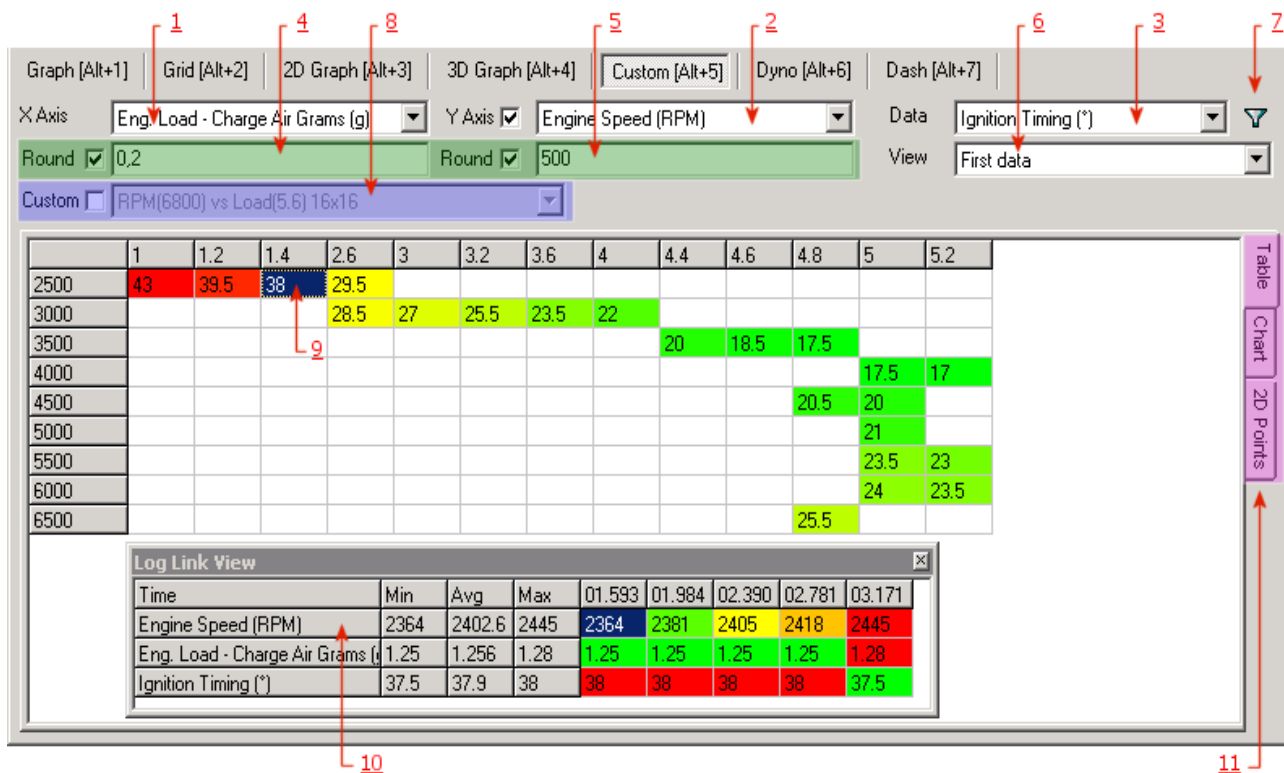 1 4 8 5 2 6 3 7
Graph [Alt+1] Grid [Alt+2] 2D Graph [Alt+3] 3D Graph [Alt+4] Custom [Alt+5] Dyno [Alt+6] Dash [Alt+7]
X Axis Eng. Load - Charge Air Grams (g) Y Axis Engine Speed (RPM) Data Ignition Timing (°)
Round 0,2 Round 500 View First data
Custom RPM(6800) vs Load(5.6) 16x16
1 1.2 1.4 2.6 3 3.2 3.6 4 4.4 4.6 4.8 5 5.2
2500 43 39.5 38 29.5
3000 28.5 27 25.5 23.5 22
3500 20 18.5 17.5
4000 17.5 17
4500 20.5 20
5000 21
5500 23.5 23
6000 24 23.5
6500 25.5
9
Table
Chart
2D Points
Log Link View
Time Min Avg Max 01.593 01.984 02.390 02.781 03.171
Engine Speed (RPM) 2364 2402.6 2445 2364 2381 2405 2418 2445
Eng. Load - Charge Air Grams (g 1.25 1.256 1.28 1.25 1.25 1.25 1.25 1.28
Ignition Timing (°) 37.5 37.9 38 38 38 38 38 37.5
10 11